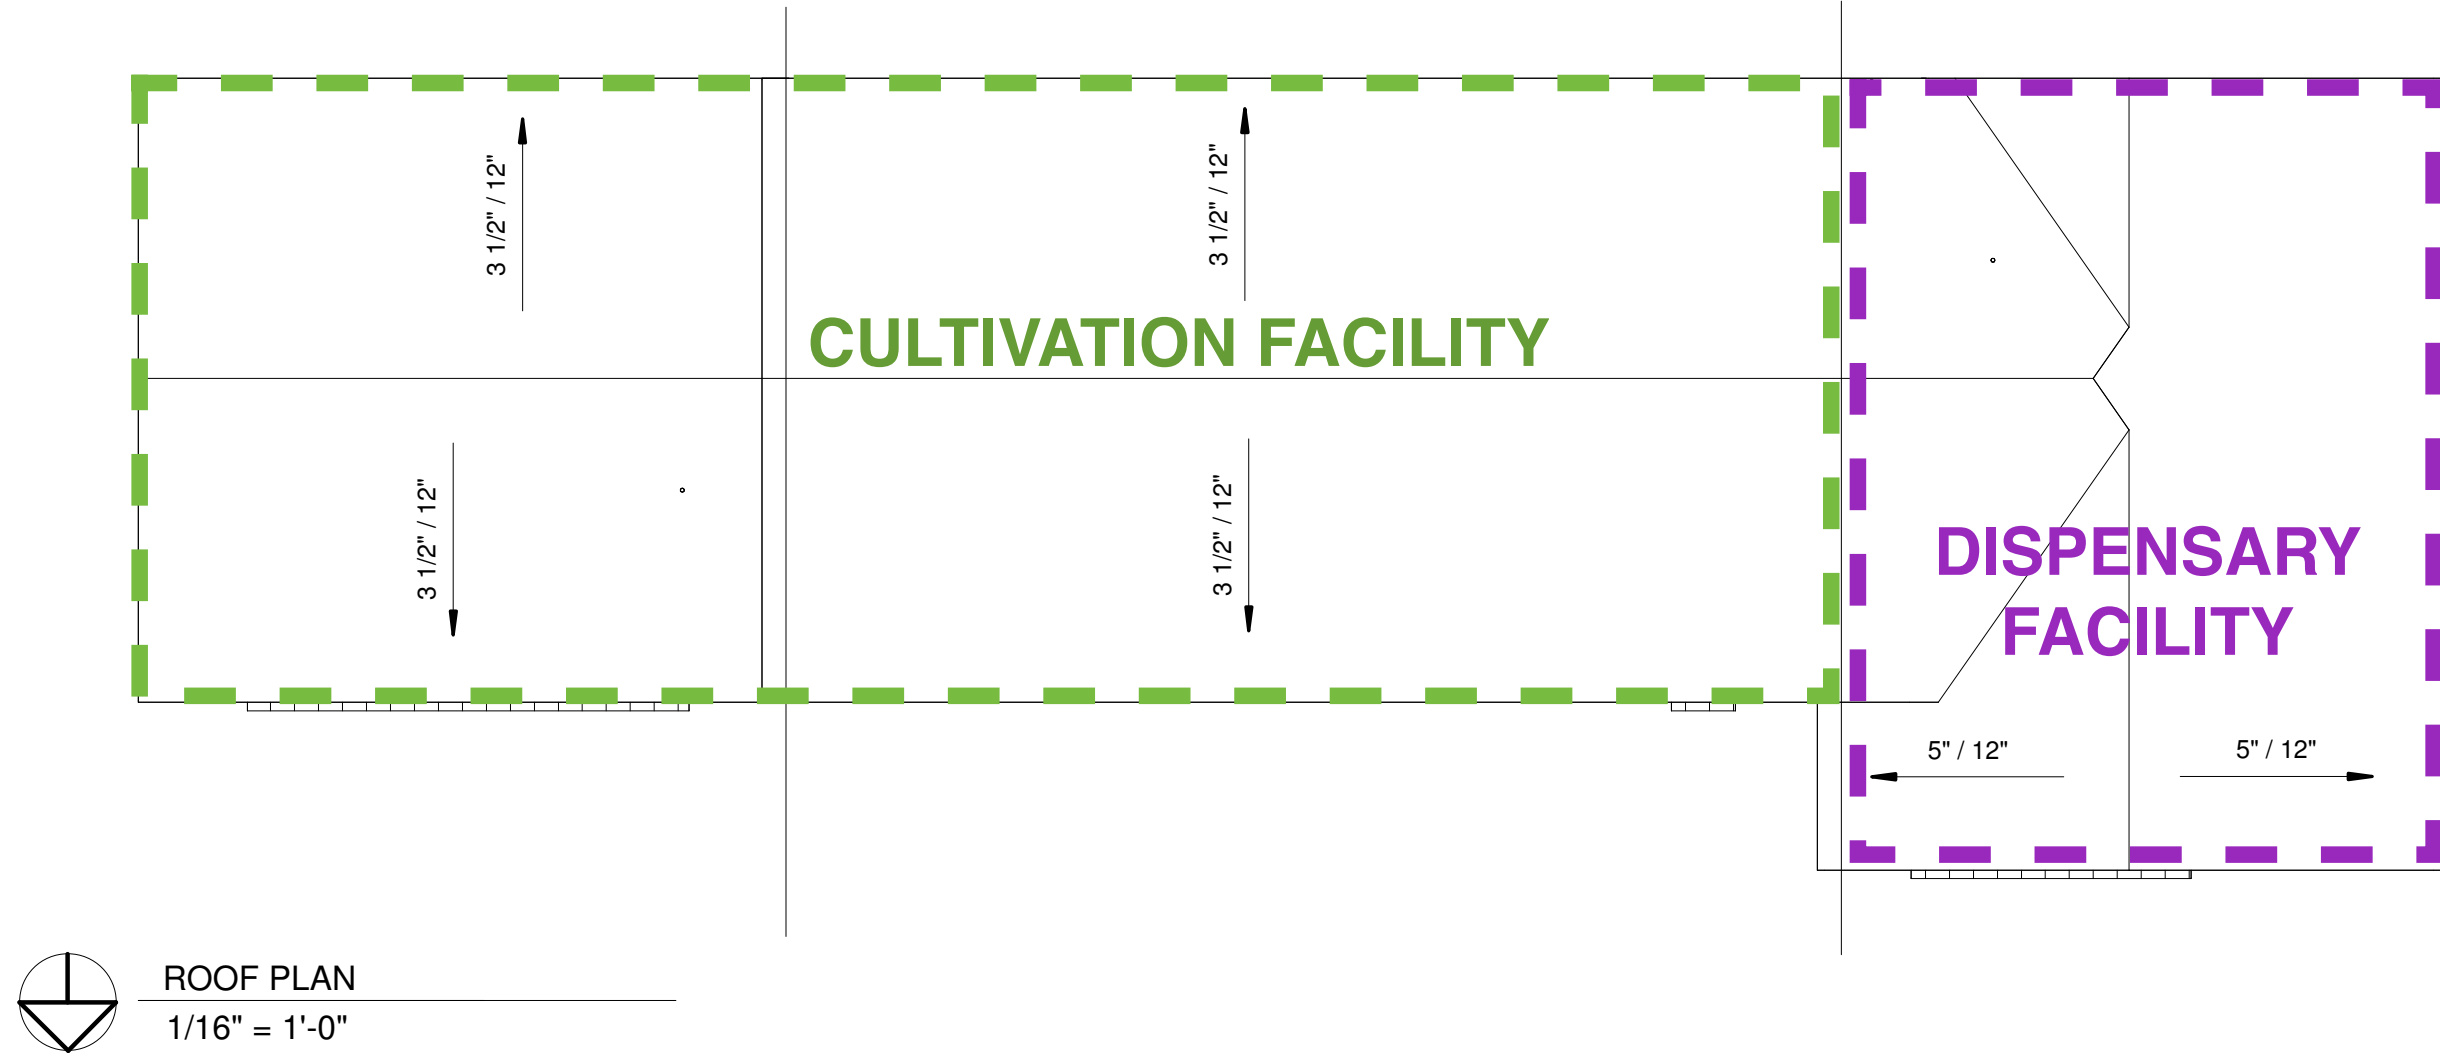 3 1/2" / 12"
3 1/2" / 12"
CULTIVATION FACILITY
3 1/2" / 12"
3 1/2" / 12"
DISPENSARY
FACILITY
5" / 12"
5" / 12"
ROOF PLAN
1/16" = 1'-0"